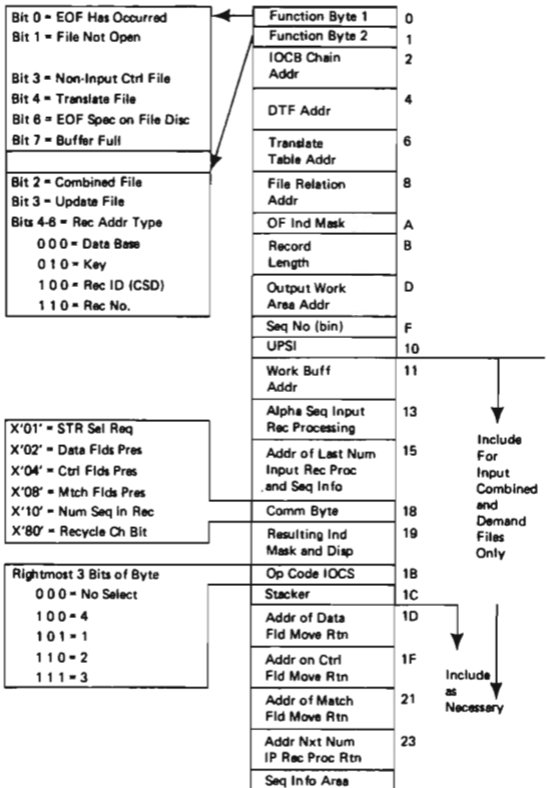 Bit 0 = EOF Has Occurred
Bit 1 = File Not Open
Bit 3 = Non-Input Ctrl File
Bit 4 = Translate File
Bit 6 = EOF Spec on File Disc
Bit 7 = Buffer Full
Bit 2 = Combined File
Bit 3 = Update File
Bits 4-6 = Rec Addr Type
0 0 0 = Data Base
0 1 0 = Key
1 0 0 = Rec ID (CSD)
1 1 0 = Rec No.
X'01' = STR Sel Req
X'02' = Data Flds Pres
X'04' = Ctrl Flds Pres
X'08' = Mtch Flds Pres
X'10' = Num Seq in Rec
X'80' = Recycle Ch Bit
Rightmost 3 Bits of Byte
0 0 0 = No Select
1 0 0 = 4
1 0 1 = 1
1 1 0 = 2
1 1 1 = 3
Function Byte 1 0
Function Byte 2 1
IOCB Chain 2
Addr
DTF Addr 4
Translate 6
Table Addr
File Relation 8
Addr
OF Ind Mask A
Record B
Length
Output Work D
Area Addr
Seq No (bin) F
UPSI 10
Work Buff 11
Addr
Alpha Seq Input 13
Rec Processing
Addr of Last Num 15
Input Rec Proc
and Seq Info
Comm Byte 18
Resulting Ind 19
Mask and Disp
Op Code IOCS 1B
Stacker 1C
Addr of Data 1D
Fld Move Rtn
Addr on Ctrl 1F
Fld Move Rtn
Addr of Match 21
Fld Move Rtn
Addr Nxt Num 23
IP Rec Proc Rtn
Seq Info Area
Include
For
Input
Combined
and
Demand
Files
Only
Include
as
Necessary